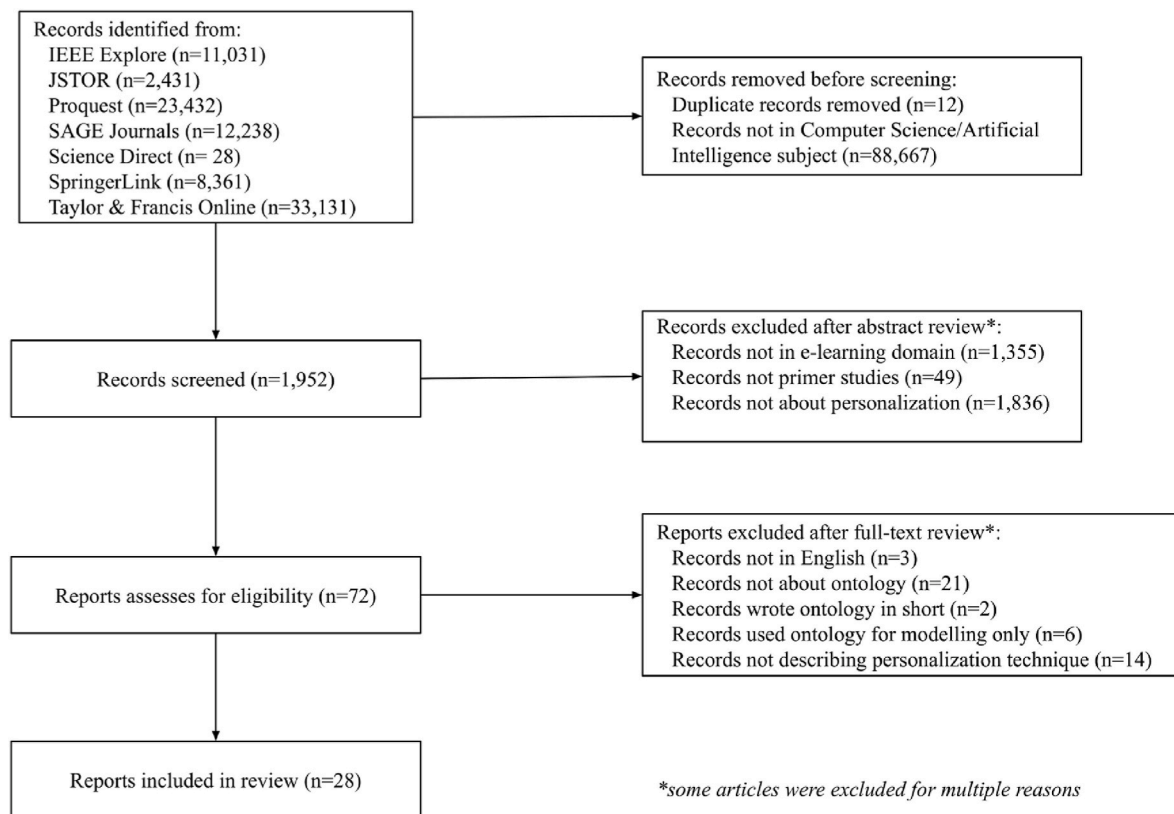 Records identified from:
IEEE Explore (n=11,031)
JSTOR (n=2,431)
Proquest (n=23,432)
SAGE Journals (n=12,238)
Science Direct (n= 28)
SpringerLink (n=8,361)
Taylor & Francis Online (n=33,131)
Records removed before screening:
Duplicate records removed (n=12)
Records not in Computer Science/Artificial
Intelligence subject (n=88,667)
Records screened (n=1,952)
Records excluded after abstract review*:
Records not in e-learning domain (n=1,355)
Records not primer studies (n=49)
Records not about personalization (n=1,836)
Reports assesses for eligibility (n=72)
Reports excluded after full-text review*:
Records not in English (n=3)
Records not about ontology (n=21)
Records wrote ontology in short (n=2)
Records used ontology for modelling only (n=6)
Records not describing personalization technique (n=14)
Reports included in review (n=28)
*some articles were excluded for multiple reasons